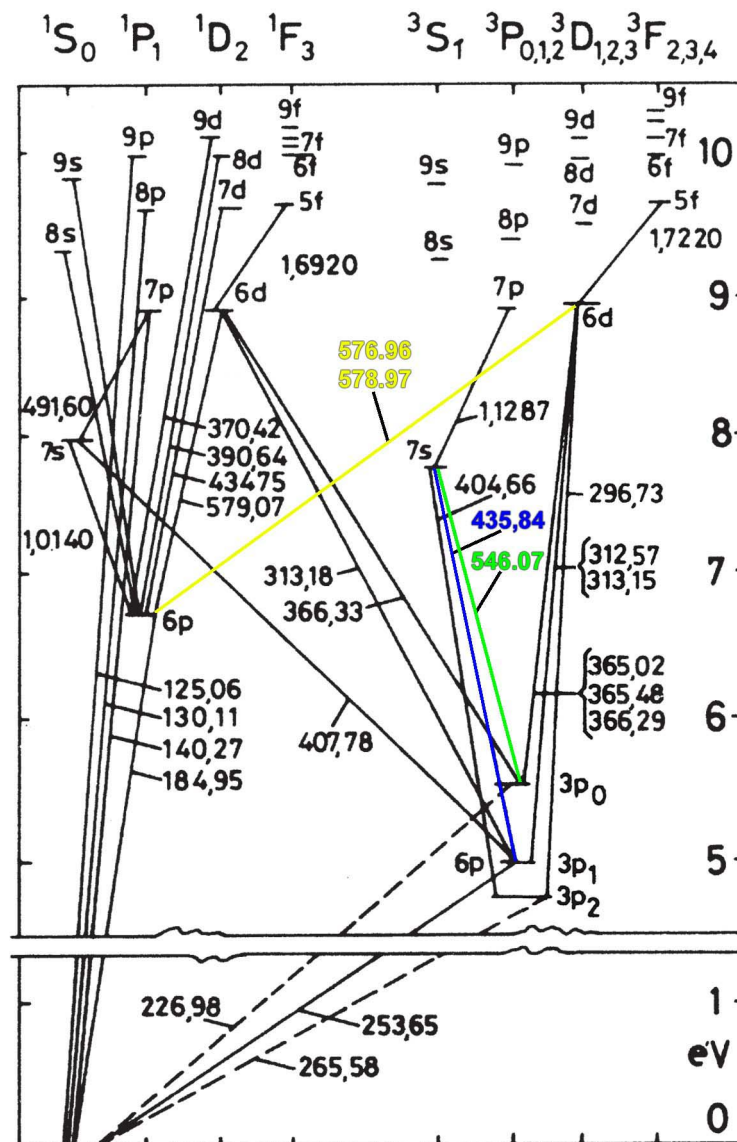 ¹S₀ ¹P₁ ¹D₂ ¹F₃ ³S₁ ³P₀,₁,₂ ³D₁,₂,₃ ³F₂,₃,₄
9f
7f
6f
9d
9p
8d
9s
8p
7d
5f
8s
7p
6d
1,6920
9f
9d
7f
9p
10
9s
8d
6f
8p
7d
5f
8s
1,7220
7p
9
6d
576.96
578.97
491,60
1,1287
370,42
8
7s
390,64
7s
404,66
43475
296,73
579,07
435,84
1,0140
546.07
312,57
313,15
7
313,18
366,33
6p
365,02
365,48
366,29
125,06
130,11
6
407,78
140,27
184,95
3p₀
6p
3p₁
5
3p₂
226,98
253,65
1
265,58
eV
0